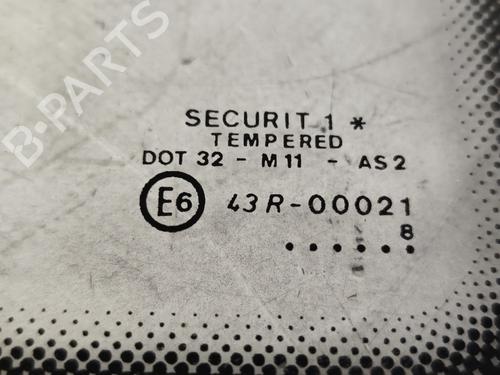 B-PARTS
SECURIT 1 *
TEMPERED
DOT 32 - M11 - AS2
E6 43R-00021
8
......